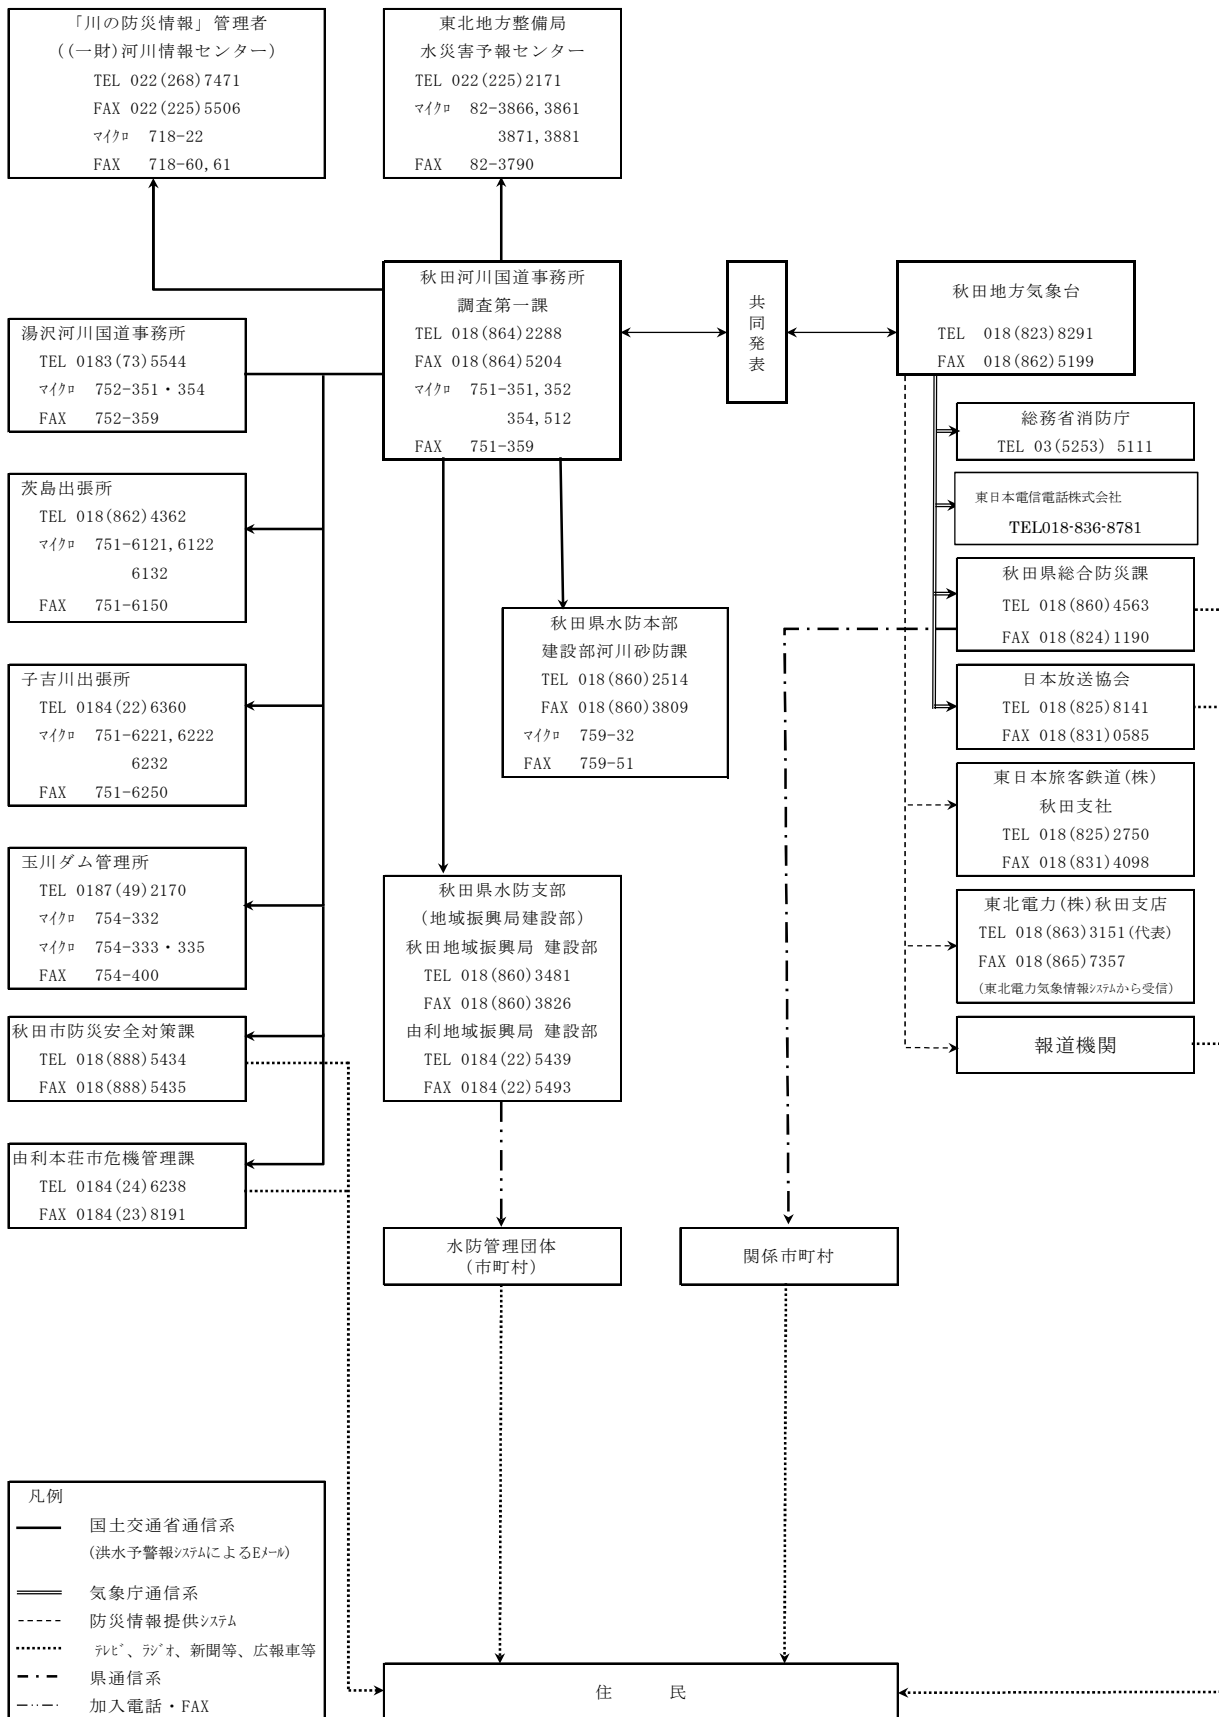 「川の防災情報」管理者
((一財)河川情報センター)
TEL 022(268)7471
FAX 022(225)5506
ﾏｲｸﾛ 718-22
FAX 718-60,61
東北地方整備局
水災害予報センター
TEL 022(225)2171
ﾏｲｸﾛ 82-3866,3861
3871,3881
FAX 82-3790
秋田河川国道事務所
調査第一課
TEL 018(864)2288
FAX 018(864)5204
ﾏｲｸﾛ 751-351,352
354,512
FAX 751-359
共
同
発
表
秋田地方気象台
TEL 018(823)8291
FAX 018(862)5199
湯沢河川国道事務所
TEL 0183(73)5544
ﾏｲｸﾛ 752-351・354
FAX 752-359
茨島出張所
TEL 018(862)4362
ﾏｲｸﾛ 751-6121,6122
6132
FAX 751-6150
子吉川出張所
TEL 0184(22)6360
ﾏｲｸﾛ 751-6221,6222
6232
FAX 751-6250
玉川ダム管理所
TEL 0187(49)2170
ﾏｲｸﾛ 754-332
ﾏｲｸﾛ 754-333・335
FAX 754-400
秋田市防災安全対策課
TEL 018(888)5434
FAX 018(888)5435
由利本荘市危機管理課
TEL 0184(24)6238
FAX 0184(23)8191
秋田県水防本部
建設部河川砂防課
TEL 018(860)2514
FAX 018(860)3809
ﾏｲｸﾛ 759-32
FAX 759-51
秋田県水防支部
(地域振興局建設部)
秋田地域振興局 建設部
TEL 018(860)3481
FAX 018(860)3826
由利地域振興局 建設部
TEL 0184(22)5439
FAX 0184(22)5493
水防管理団体
(市町村)
関係市町村
総務省消防庁
TEL 03(5253) 5111
東日本電信電話株式会社
TEL018-836-8781
秋田県総合防災課
TEL 018(860)4563
FAX 018(824)1190
日本放送協会
TEL 018(825)8141
FAX 018(831)0585
東日本旅客鉄道(株)
秋田支社
TEL 018(825)2750
FAX 018(831)4098
東北電力(株)秋田支店
TEL 018(863)3151(代表)
FAX 018(865)7357
(東北電力気象情報ｼｽﾃﾑから受信)
報道機関
凡例
国土交通省通信系
(洪水予警報ｼｽﾃﾑによるEﾒｰﾙ)
気象庁通信系
防災情報提供ｼｽﾃﾑ
ﾃﾚﾋﾞ、ﾗｼﾞｵ、新聞等、広報車等
県通信系
加入電話・FAX
住 民